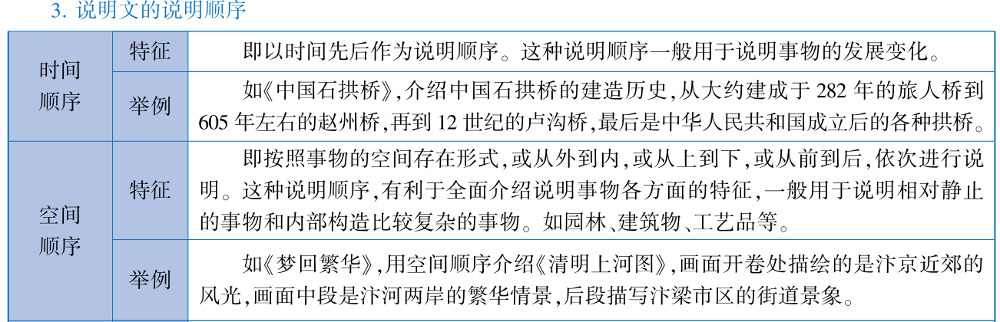 3. 说明文的说明顺序
时间
顺序
特征
即以时间先后作为说明顺序。这种说明顺序一般用于说明事物的发展变化。
举例
如《中国石拱桥》,介绍中国石拱桥的建造历史,从大约建成于 282 年的旅人桥到
605 年左右的赵州桥,再到 12 世纪的卢沟桥,最后是中华人民共和国成立后的各种拱桥。
空间
顺序
特征
即按照事物的空间存在形式,或从外到内,或从上到下,或从前到后,依次进行说
明。这种说明顺序,有利于全面介绍说明事物各方面的特征,一般用于说明相对静止
的事物和内部构造比较复杂的事物。如园林、建筑物、工艺品等。
举例
如《梦回繁华》,用空间顺序介绍《清明上河图》,画面开卷处描绘的是汴京近郊的
风光,画面中段是汴河两岸的繁华情景,后段描写汴梁市区的街道景象。